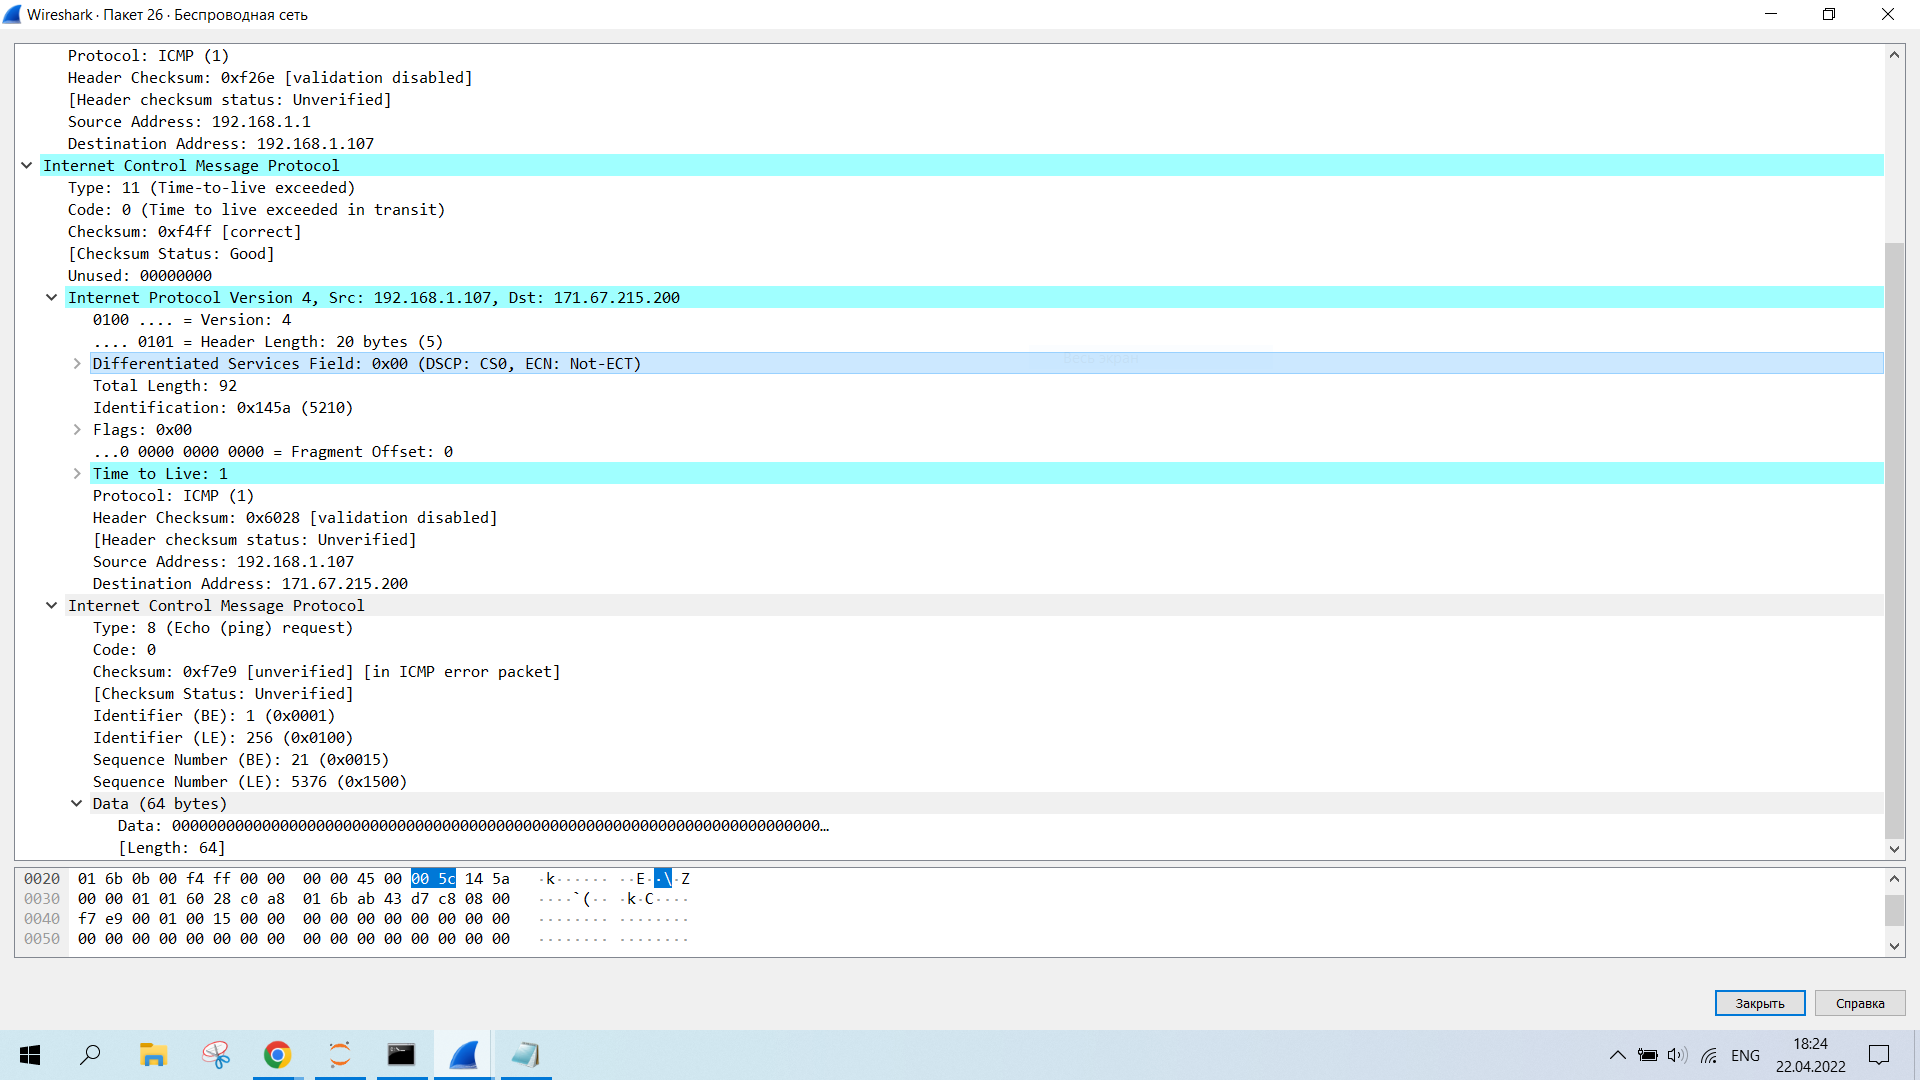 Wireshark · Пакет 26 · Беспроводная сеть
Protocol: ICMP (1)
Header Checksum: 0xf26e [validation disabled]
[Header checksum status: Unverified]
Source Address: 192.168.1.1
Destination Address: 192.168.1.107
Internet Control Message Protocol
Type: 11 (Time-to-live exceeded)
Code: 0 (Time to live exceeded in transit)
Checksum: 0xf4ff [correct]
[Checksum Status: Good]
Unused: 00000000
Internet Protocol Version 4, Src: 192.168.1.107, Dst: 171.67.215.200
0100 .... = Version: 4
.... 0101 = Header Length: 20 bytes (5)
Differentiated Services Field: 0x00 (DSCP: CS0, ECN: Not-ECT)
Total Length: 92
Identification: 0x145a (5210)
Flags: 0x00
...0 0000 0000 0000 = Fragment Offset: 0
Time to Live: 1
Protocol: ICMP (1)
Header Checksum: 0x6028 [validation disabled]
[Header checksum status: Unverified]
Source Address: 192.168.1.107
Destination Address: 171.67.215.200
Internet Control Message Protocol
Type: 8 (Echo (ping) request)
Code: 0
Checksum: 0xf7e9 [unverified] [in ICMP error packet]
[Checksum Status: Unverified]
Identifier (BE): 1 (0x0001)
Identifier (LE): 256 (0x0100)
Sequence Number (BE): 21 (0x0015)
Sequence Number (LE): 5376 (0x1500)
Data (64 bytes)
Data: 000000000000000000000000000000000000000000000000000000000000000000000000…
[Length: 64]
0020 01 6b 0b 00 f4 ff 00 00 00 00 45 00 00 5c 14 5a ·k······ ··E··\·Z
0030 00 00 01 01 60 28 c0 a8 01 6b ab 43 d7 c8 08 00 ····`(·· ·k·C····
0040 f7 e9 00 01 00 15 00 00 00 00 00 00 00 00 00 00 ········ ········
0050 00 00 00 00 00 00 00 00 00 00 00 00 00 00 00 00 ········ ········
Закрыть
Справка
ENG
18:24
22.04.2022